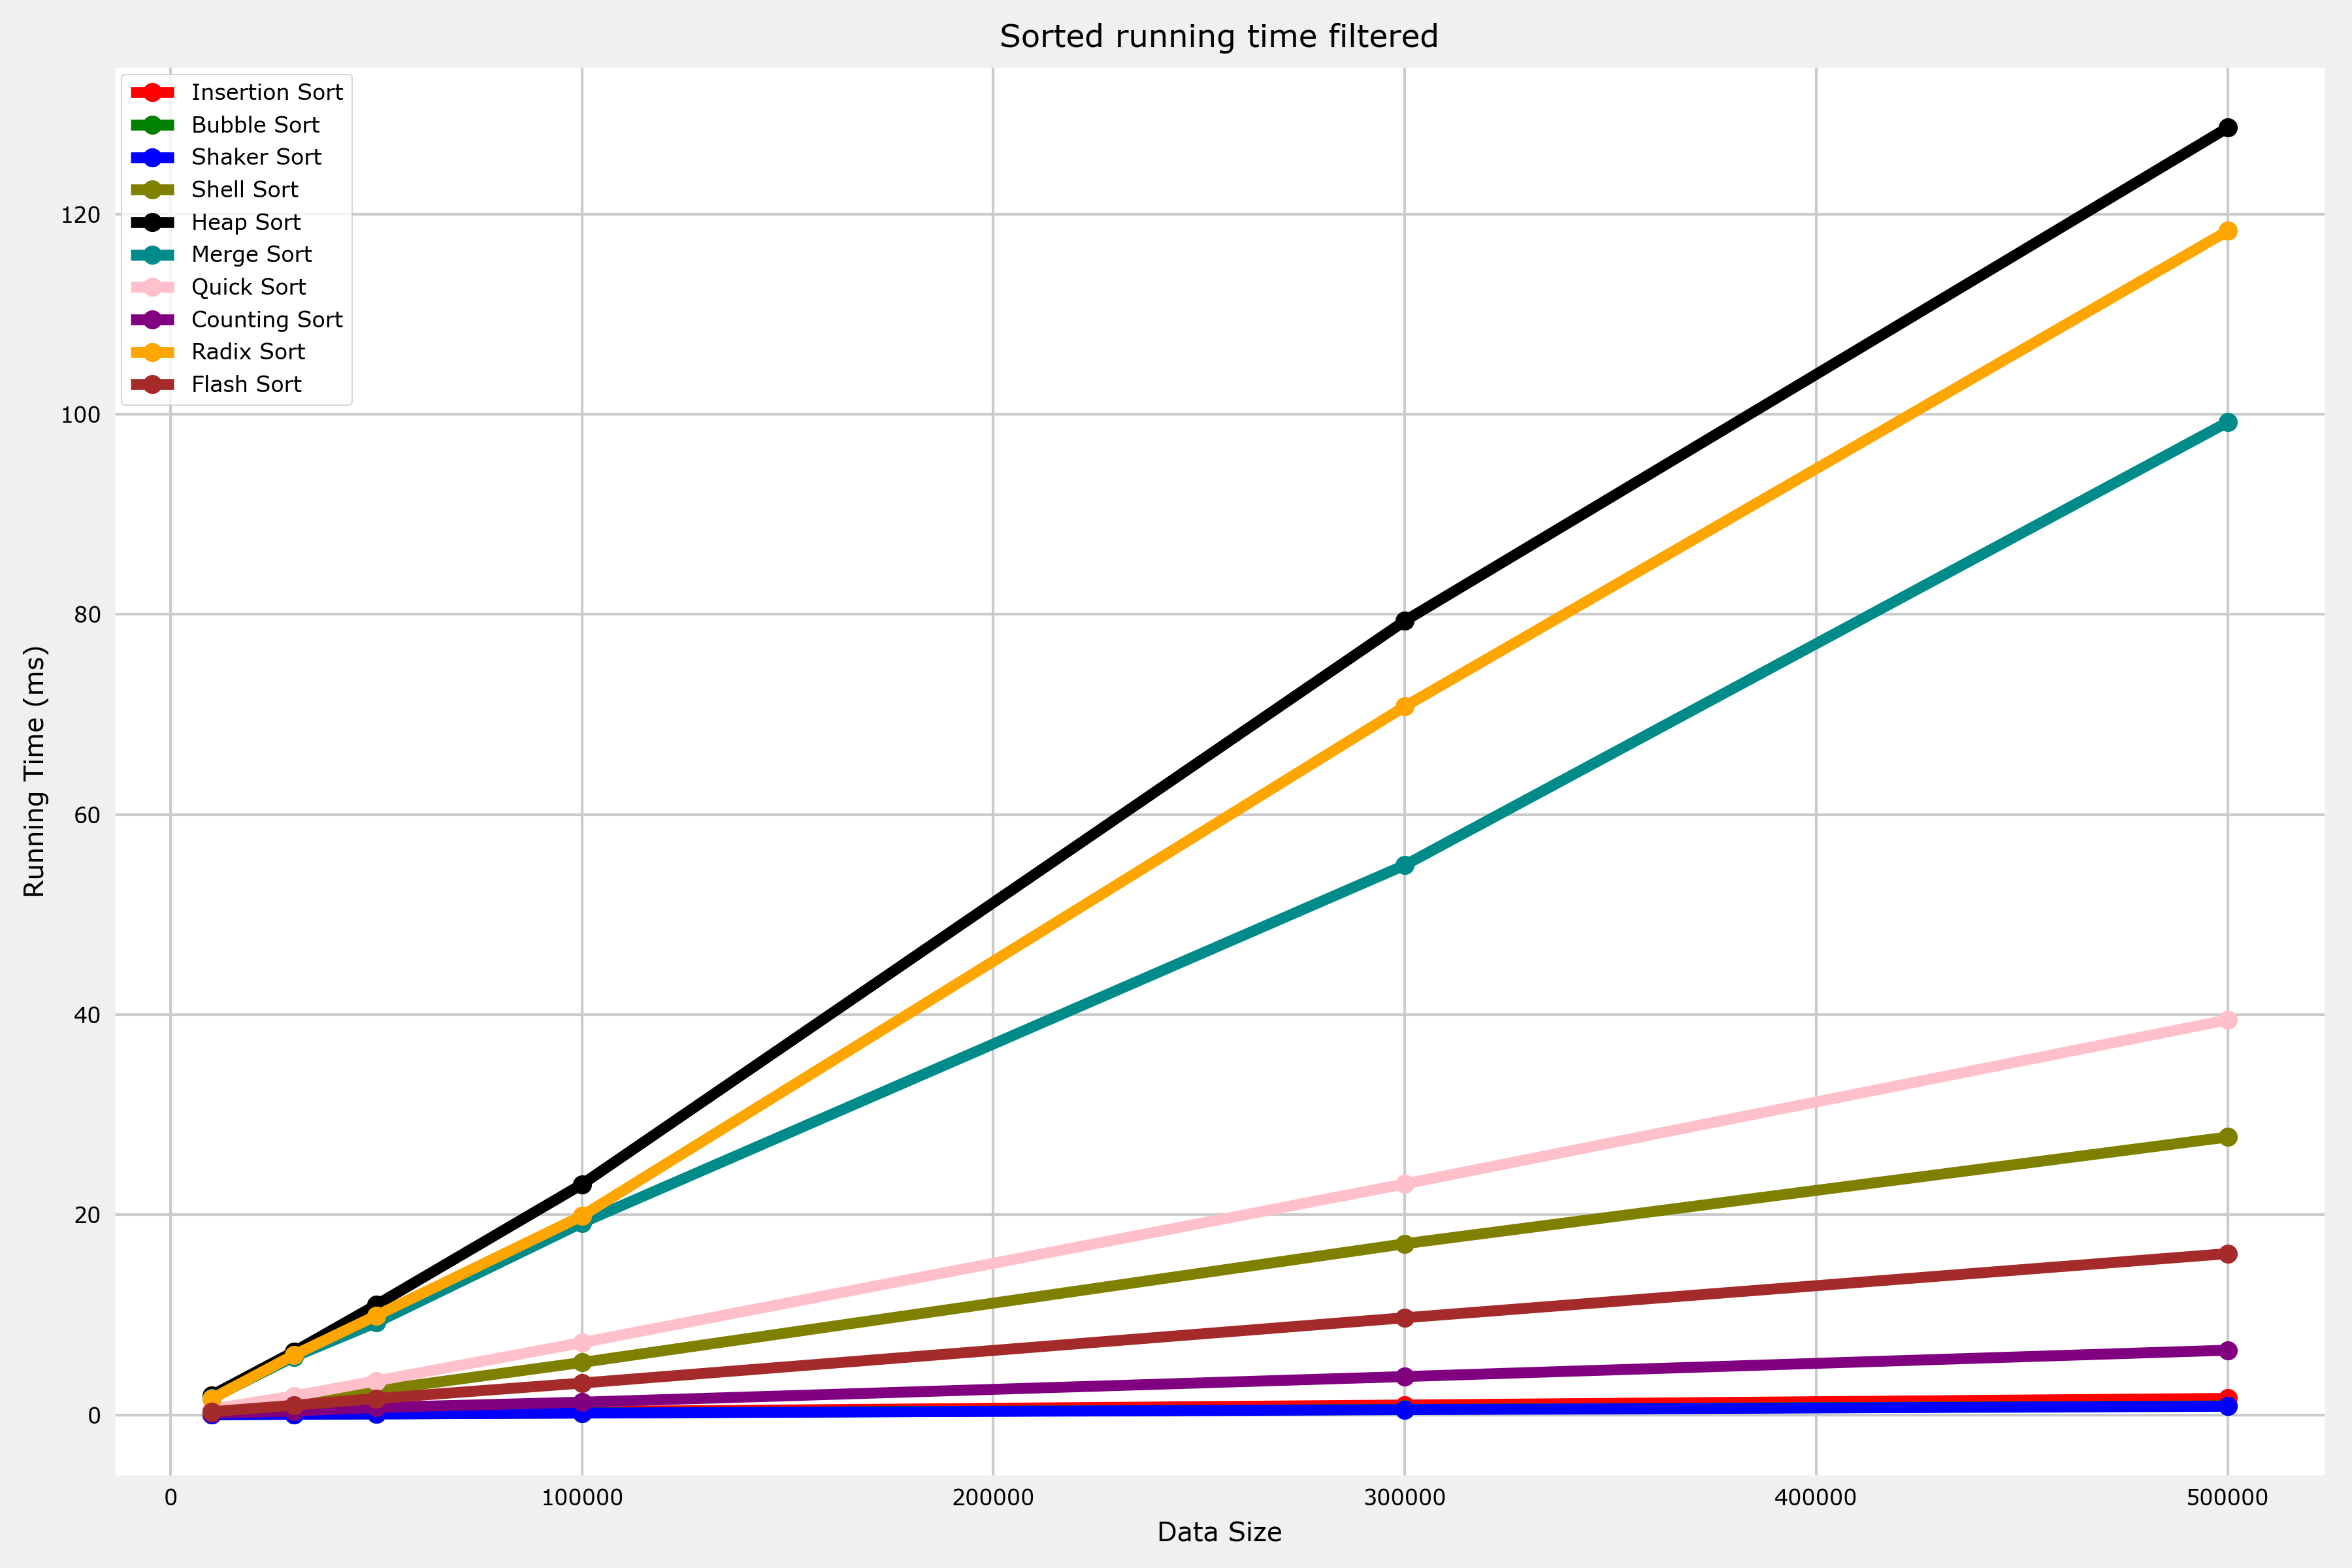 Sorted running time filtered
Insertion Sort
Bubble Sort
Shaker Sort
Shell Sort
Heap Sort
Merge Sort
Quick Sort
Counting Sort
Radix Sort
Flash Sort
120
100
80
60
40
20
0
Running Time (ms)
0 100000 200000 300000 400000 500000
Data Size